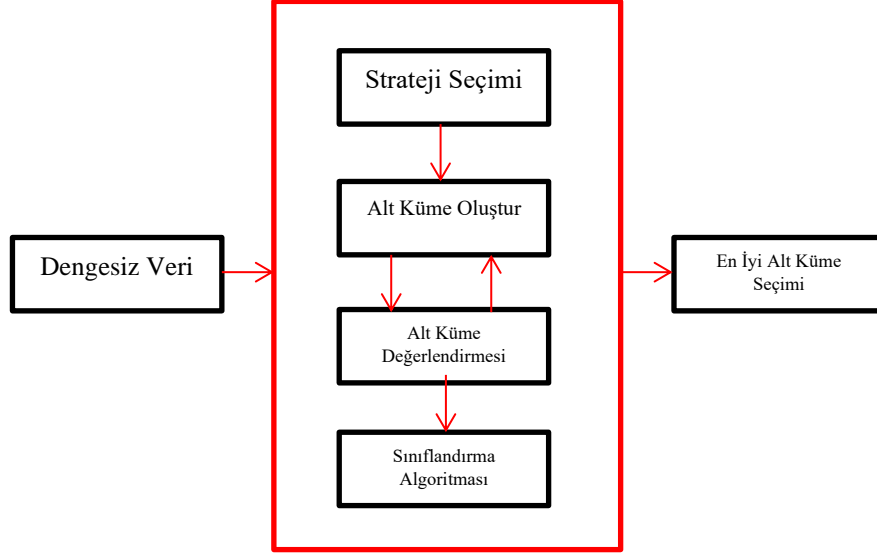 Strateji Seçimi
Alt Küme Oluştur
Dengesiz Veri
En İyi Alt Küme
Seçimi
Alt Küme
Değerlendirmesi
Sınıflandırma
Algoritması